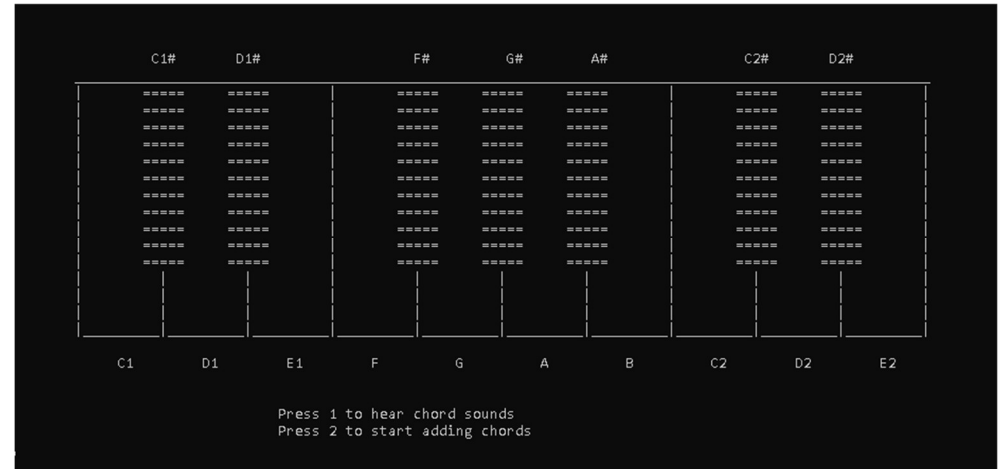 C1# D1# F# G# A# C2# D2#
===== ===== ===== ===== ===== ===== =====
===== ===== ===== ===== ===== ===== =====
===== ===== ===== ===== ===== ===== =====
===== ===== ===== ===== ===== ===== =====
===== ===== ===== ===== ===== ===== =====
===== ===== ===== ===== ===== ===== =====
===== ===== ===== ===== ===== ===== =====
===== ===== ===== ===== ===== ===== =====
===== ===== ===== ===== ===== ===== =====
===== ===== ===== ===== ===== ===== =====
===== ===== ===== ===== ===== ===== =====
C1 D1 E1 F G A B C2 D2 E2
Press 1 to hear chord sounds
Press 2 to start adding chords